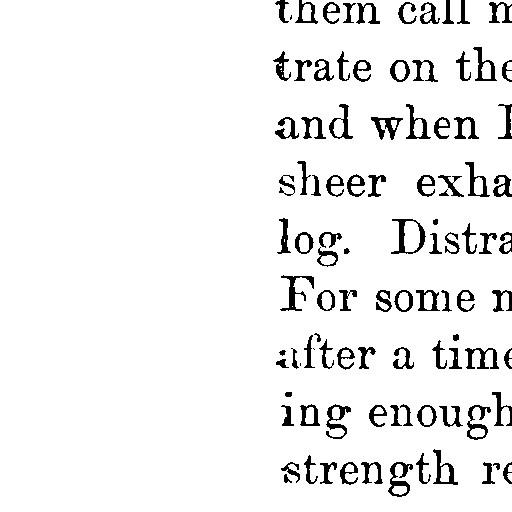 them call m
trate on the
and when I
sheer exha
log. Distra
For some n
after a time
ing enough
strength re